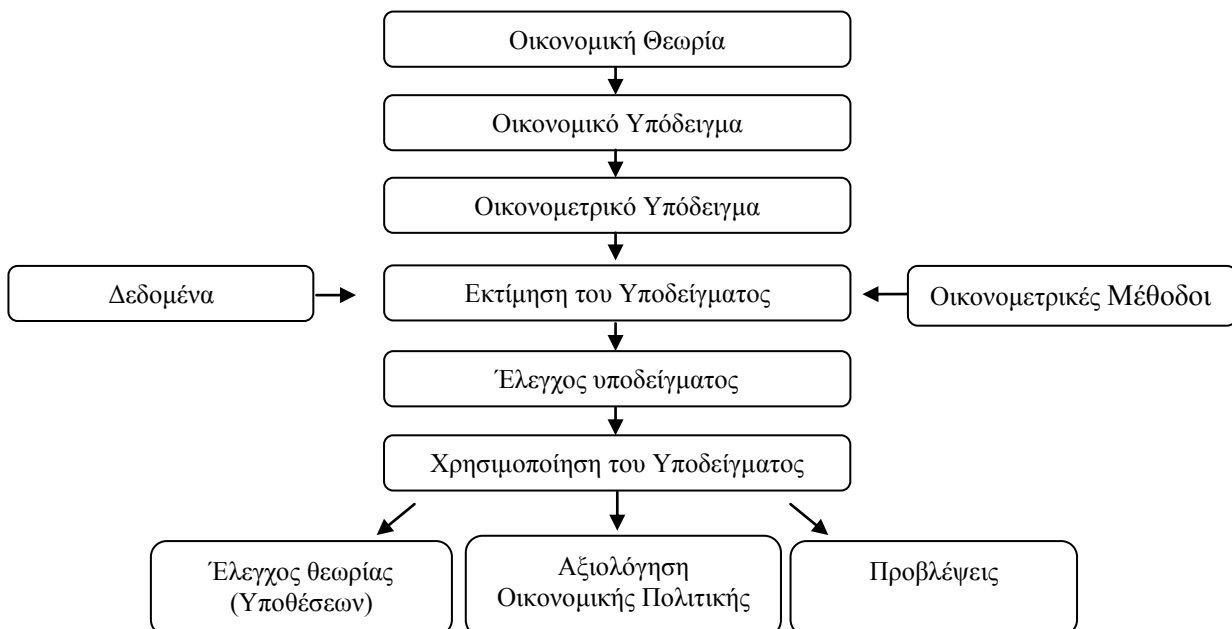 Οικονομική Θεωρία
Οικονομικό Υπόδειγμα
Οικονομετρικό Υπόδειγμα
Δεδομένα
Εκτίμηση του Υποδείγματος
Οικονομετρικές Μέθοδοι
Έλεγχος υποδείγματος
Χρησιμοποίηση του Υποδείγματος
Έλεγχος θεωρίας
(Υποθέσεων)
Αξιολόγηση
Οικονομικής Πολιτικής
Προβλέψεις